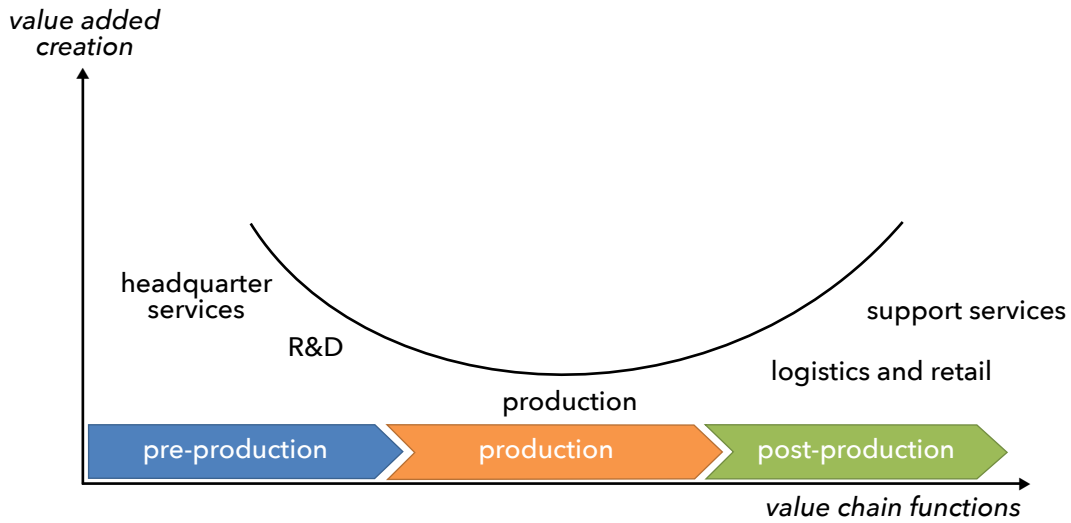 value added
creation
headquarter
services
R&D
support services
logistics and retail
production
pre-production
production
post-production
value chain functions